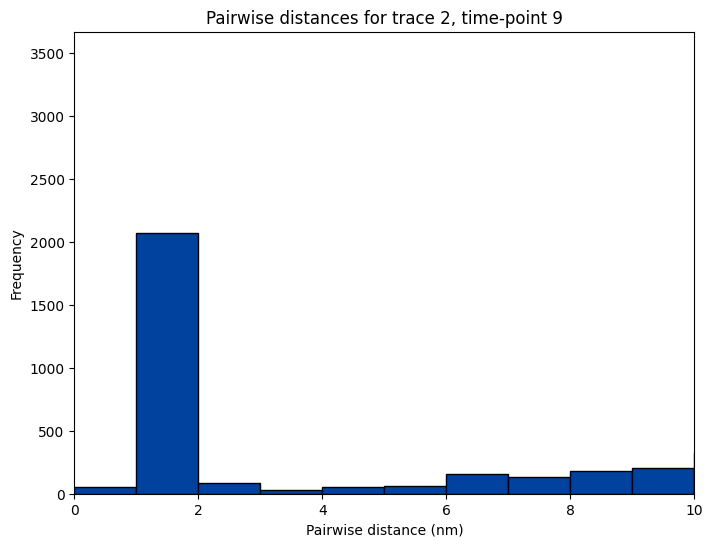 Pairwise distances for trace 2, time-point 9
3500
3000
2500
2000
1500
1000
500
0
Frequency
0 2 4 6 8 10
Pairwise distance (nm)